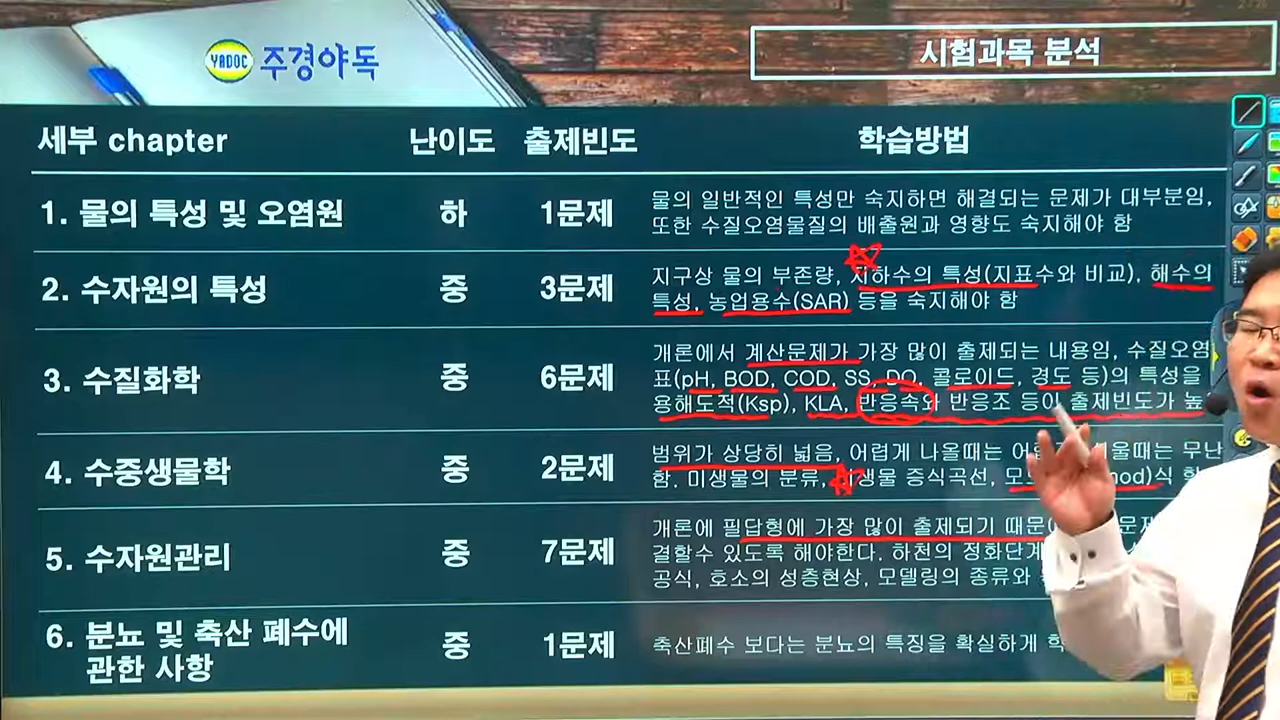 YADOC 주경야독
시험과목 분석
세부 chapter 난이도 출제빈도 학습방법
1. 물의 특성 및 오염원 하 1문제
물의 일반적인 특성만 숙지하면 해결되는 문제가 대부분임,
또한 수질오염물질의 배출원과 영향도 숙지해야 함
2. 수자원의 특성 중 3문제
지구상 물의 부존량, 지하수의 특성(지표수와 비교), 해수의
특성, 농업용수(SAR) 등을 숙지해야 함
3. 수질화학 중 6문제
개론에서 계산문제가 가장 많이 출제되는 내용임, 수질오염
표(pH, BOD, COD, SS, DO, 콜로이드, 경도 등)의 특성을
용해도적(Ksp), KLA, 반응속와 반응조 등이 출제빈도가 높
4. 수중생물학 중 2문제
범위가 상당히 넓음, 어렵게 나올때는 울때는 무난
함. 미생물의 분류, 생물 증식곡선, nod)식
5. 수자원관리 중 7문제
개론에 필답형에 가장 많이 출제되기 때문 문제
결할수 있도록 해야한다. 하천의 정화단계
공식, 호소의 성층현상, 모델링의 종류와
6. 분뇨 및 축산 폐수에
관한 사항 중 1문제
축산폐수 보다는 분뇨의 특징을 확실하게